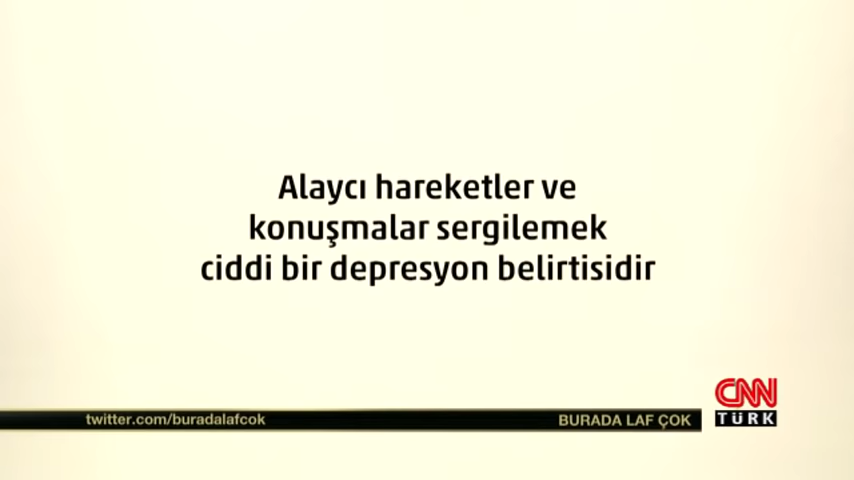 Alaycı hareketler ve
konuşmalar sergilemek
ciddi bir depresyon belirtisidir
twitter.com/buradalafcok
BURADA LAF ÇOK
CNN
TÜRK